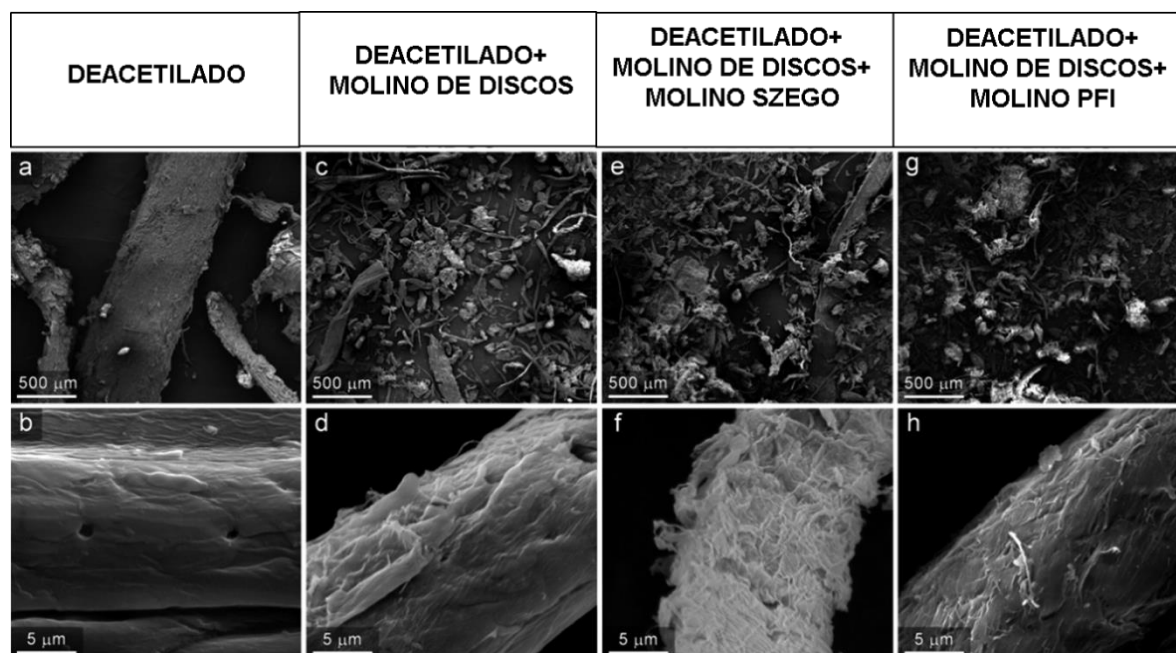 DEACETILADO
DEACETILADO+
MOLINO DE DISCOS
DEACETILADO+
MOLINO DE DISCOS+
MOLINO SZEGO
DEACETILADO+
MOLINO DE DISCOS+
MOLINO PFI
a
500 μm
c
500 μm
e
500 μm
g
500 μm
b
5 μm
d
5 μm
f
5 μm
h
5 μm